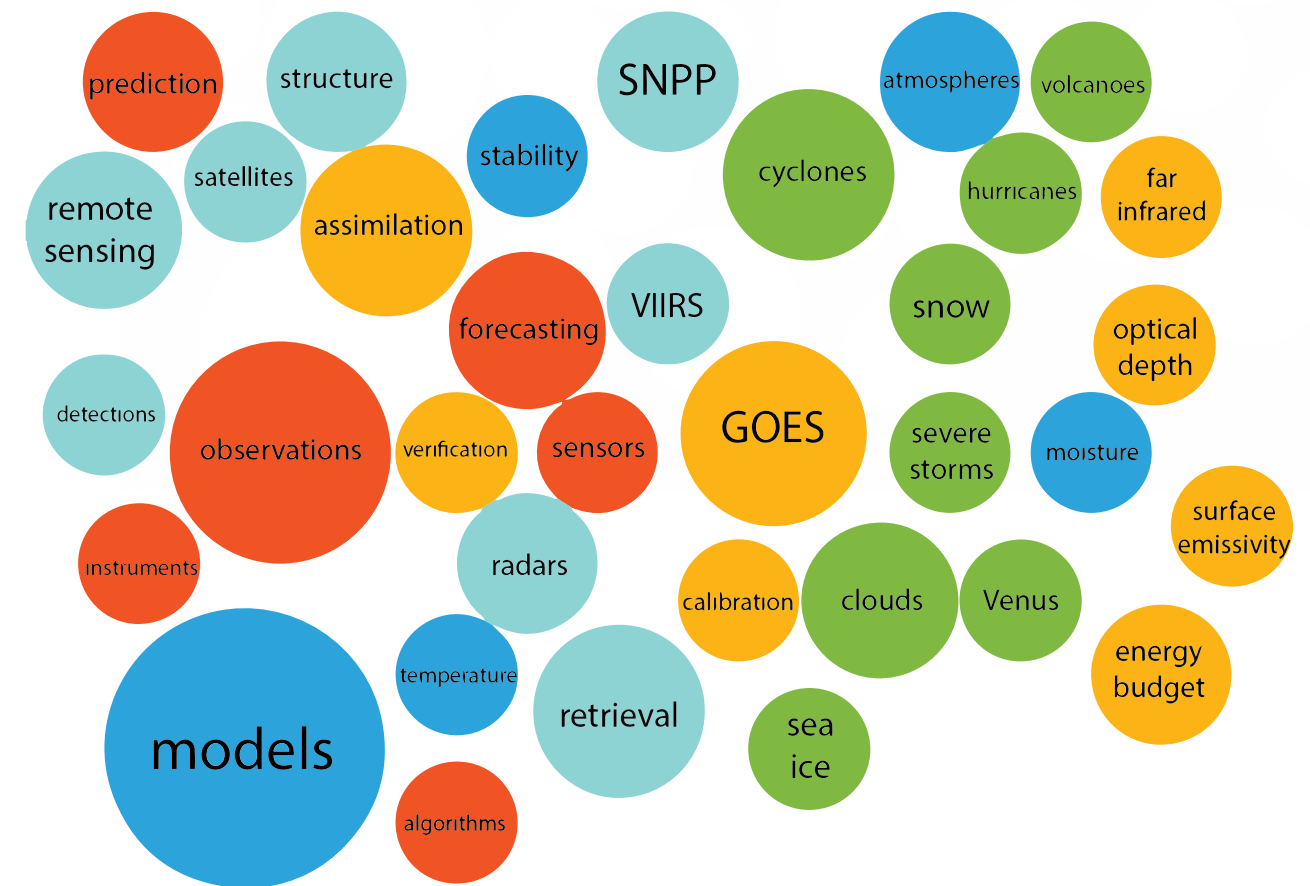 prediction
structure
SNPP
atmospheres
volcanoes
satellites
stability
cyclones
hurricanes
far
infrared
remote
sensing
assimilation
forecasting
VIIRS
snow
optical
depth
detections
observations
verification
sensors
GOES
severe
storms
moisture
surface
emissivity
instruments
radars
calibration
clouds
Venus
energy
budget
temperature
retrieval
sea
ice
models
algorithms